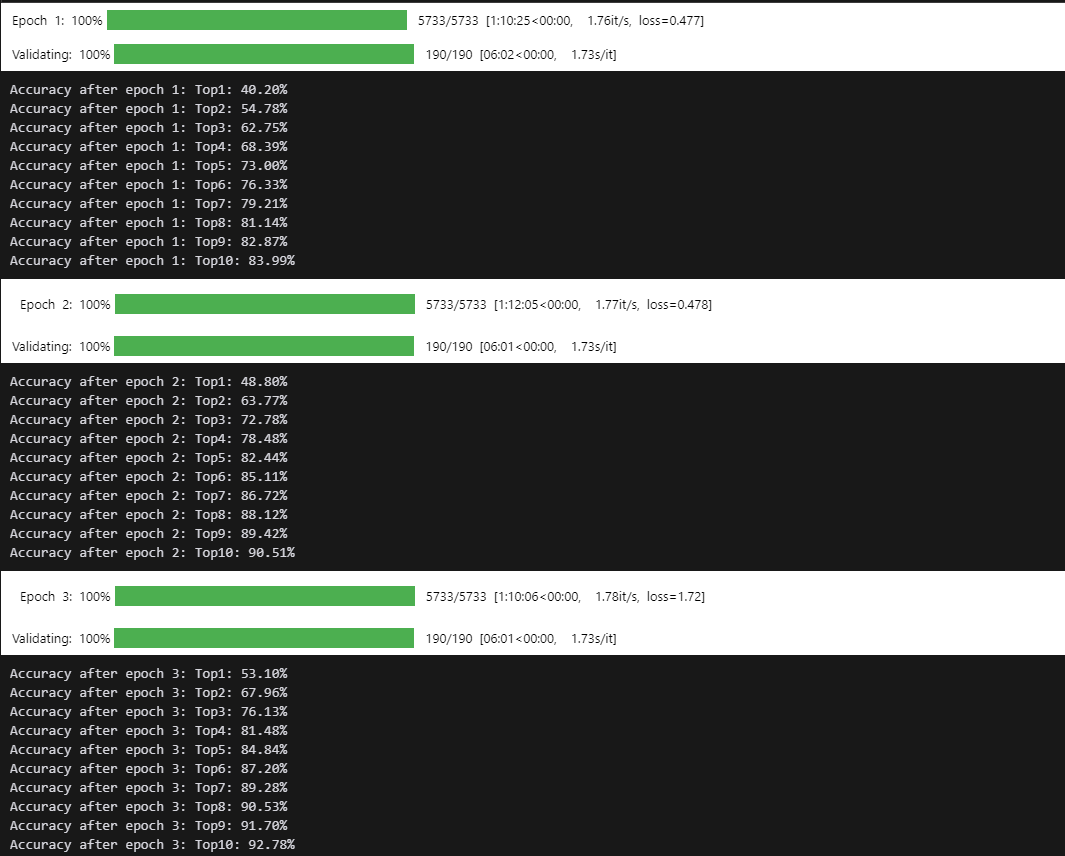 Epoch 1: 100% 5733/5733 [1:10:25<00:00, 1.76it/s, loss=0.477]
Validating: 100% 190/190 [06:02<00:00, 1.73s/it]
Accuracy after epoch 1: Top1: 40.20%
Accuracy after epoch 1: Top2: 54.78%
Accuracy after epoch 1: Top3: 62.75%
Accuracy after epoch 1: Top4: 68.39%
Accuracy after epoch 1: Top5: 73.00%
Accuracy after epoch 1: Top6: 76.33%
Accuracy after epoch 1: Top7: 79.21%
Accuracy after epoch 1: Top8: 81.14%
Accuracy after epoch 1: Top9: 82.87%
Accuracy after epoch 1: Top10: 83.99%
Epoch 2: 100% 5733/5733 [1:12:05<00:00, 1.77it/s, loss=0.478]
Validating: 100% 190/190 [06:01<00:00, 1.73s/it]
Accuracy after epoch 2: Top1: 48.80%
Accuracy after epoch 2: Top2: 63.77%
Accuracy after epoch 2: Top3: 72.78%
Accuracy after epoch 2: Top4: 78.48%
Accuracy after epoch 2: Top5: 82.44%
Accuracy after epoch 2: Top6: 85.11%
Accuracy after epoch 2: Top7: 86.72%
Accuracy after epoch 2: Top8: 88.12%
Accuracy after epoch 2: Top9: 89.42%
Accuracy after epoch 2: Top10: 90.51%
Epoch 3: 100% 5733/5733 [1:10:06<00:00, 1.78it/s, loss=1.72]
Validating: 100% 190/190 [06:01<00:00, 1.73s/it]
Accuracy after epoch 3: Top1: 53.10%
Accuracy after epoch 3: Top2: 67.96%
Accuracy after epoch 3: Top3: 76.13%
Accuracy after epoch 3: Top4: 81.48%
Accuracy after epoch 3: Top5: 84.84%
Accuracy after epoch 3: Top6: 87.20%
Accuracy after epoch 3: Top7: 89.28%
Accuracy after epoch 3: Top8: 90.53%
Accuracy after epoch 3: Top9: 91.70%
Accuracy after epoch 3: Top10: 92.78%